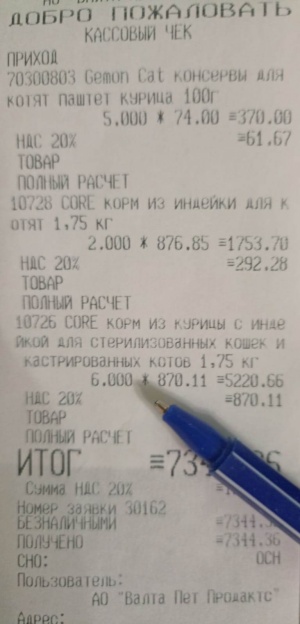 ДОБРО ПОЖАЛОВАТЬ
КАССОВЫЙ ЧЕК
ПРИХОД
70300803 Gemon Cat консервы для
котят паштет курица 100г
5.000 * 74.00 =370.00
НДС 20% =61.67
ТОВАР
ПОЛНЫЙ РАСЧЕТ
10728 CORE корм из индейки для к
отят 1,75 кг
2.000 * 876.85 =1753.70
НДС 20% =292.28
ТОВАР
ПОЛНЫЙ РАСЧЕТ
10726 CORE корм из курицы с инде
йкой для стерилизованных кошек и
кастрированных котов 1,75 кг
6.000 * 870.11 =5220.66
НДС 20% =870.11
ТОВАР
ПОЛНЫЙ РАСЧЕТ
ИТОГ
Сумма НДС 20%
Номер заявки 30162
БЕЗНАЛИЧНЫМИ
ПОЛУЧЕНО =7344.36
СНО: ОСН
Пользователь:
АО "Валта Пет Продактс"
Адрес: